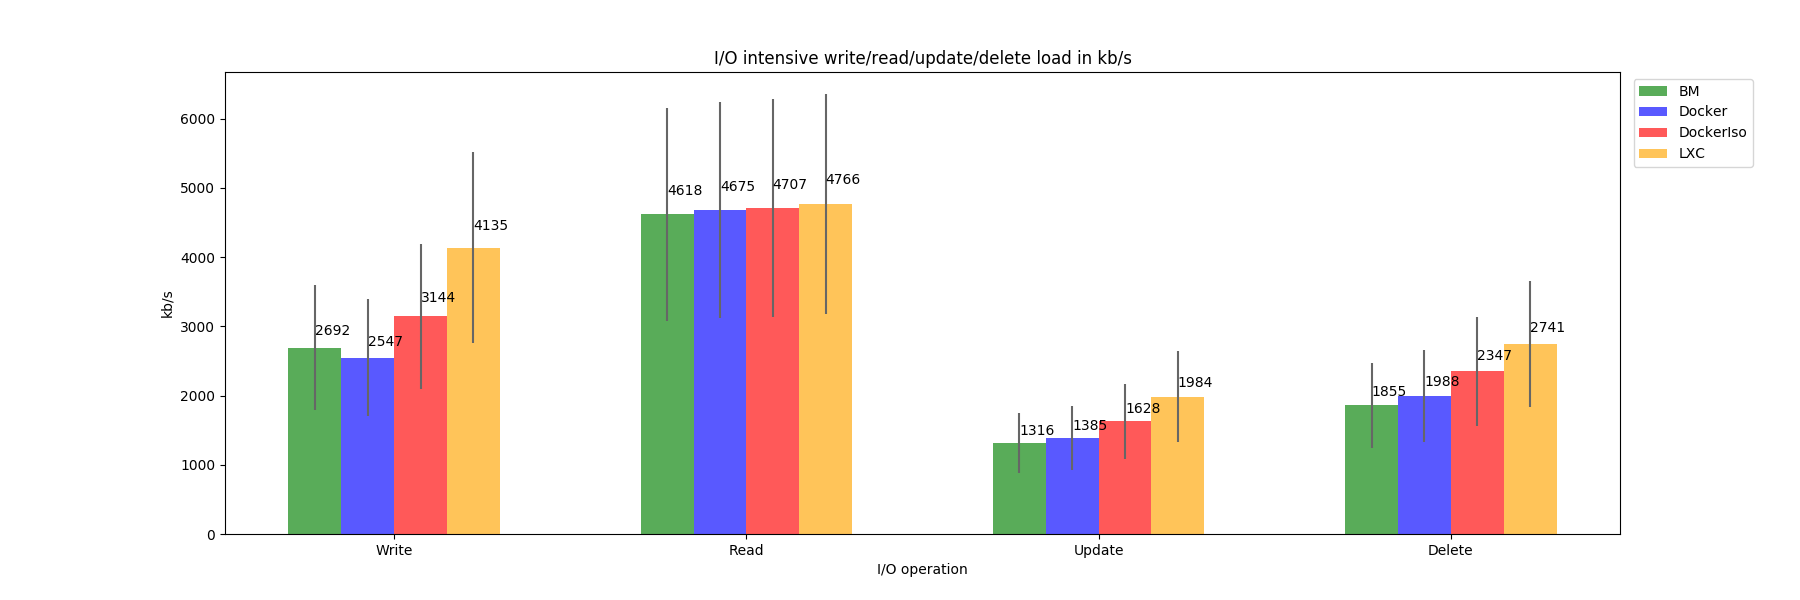 I/O intensive write/read/update/delete load in kb/s
BM
Docker
DockerIso
LXC
kb/s
6000
5000
4000
3000
2000
1000
0
2692
2547
3144
4135
4618
4675
4707
4766
1316
1385
1628
1984
1855
1988
2347
2741
Write
Read
Update
Delete
I/O operation